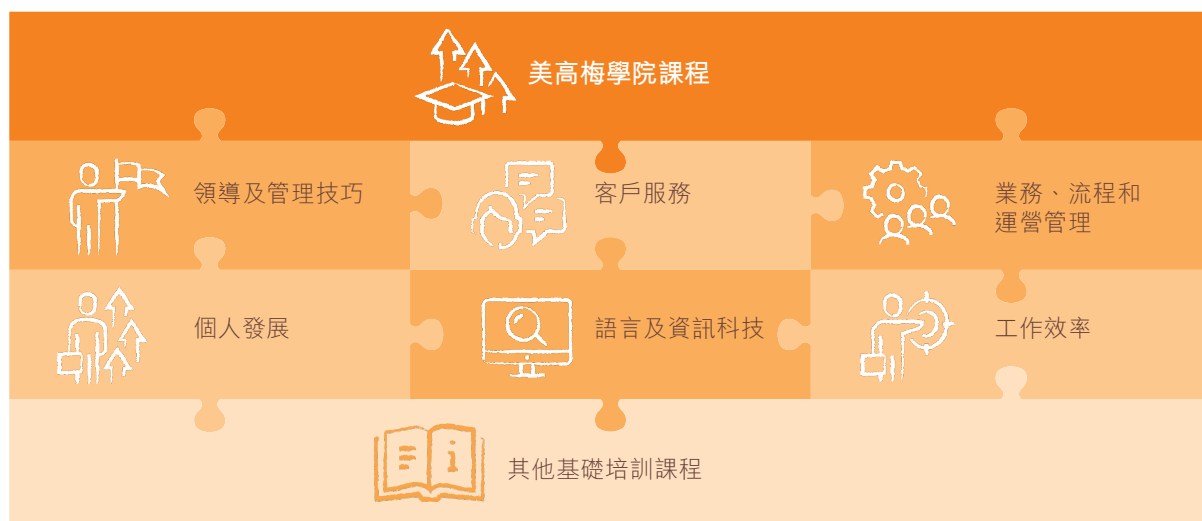 美高梅學院課程
領導及管理技巧
客戶服務
業務、流程和
運營管理
個人發展
語言及資訊科技
工作效率
其他基礎培訓課程